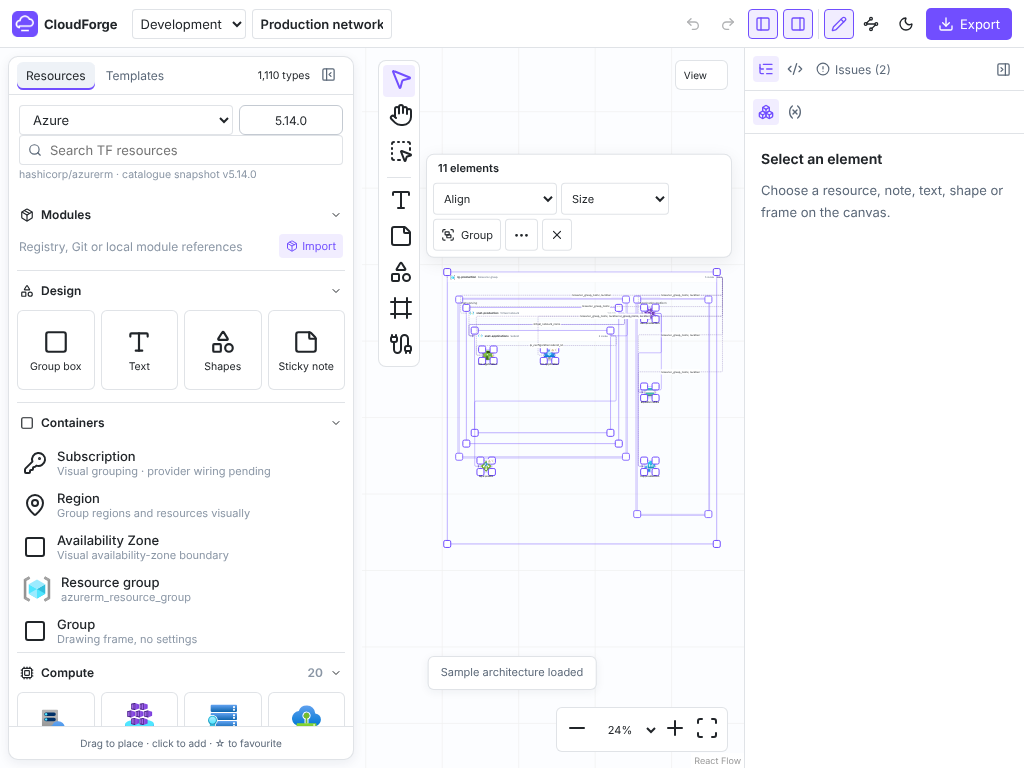 CloudForge
Development
Production network
Export
Resources
Templates
1,110 types
Azure
5.14.0
Search TF resources
hashicorp/azurerm · catalogue snapshot v5.14.0
Modules
Registry, Git or local module references
Import
Design
Group box
Text
Shapes
Sticky note
Containers
Subscription
Visual grouping · provider wiring pending
Region
Group regions and resources visually
Availability Zone
Visual availability-zone boundary
Resource group
azurerm_resource_group
Group
Drawing frame, no settings
Compute
20
Drag to place · click to add · ☆ to favourite
View
11 elements
Align
Size
Group
Sample architecture loaded
24%
React Flow
Issues (2)
Select an element
Choose a resource, note, text, shape or
frame on the canvas.